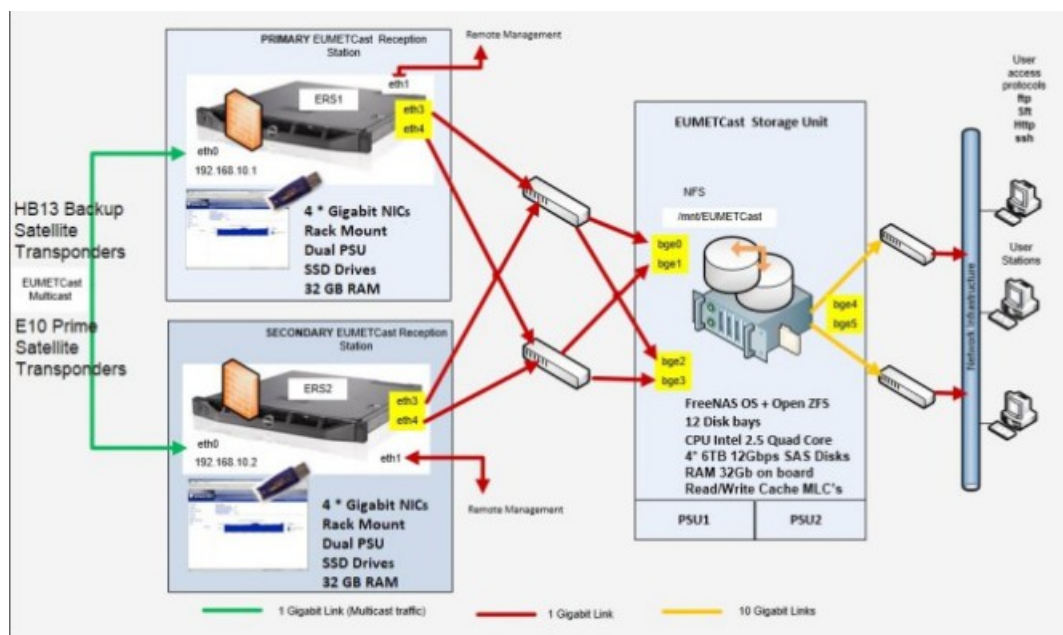 PRIMARY EUMETCast Reception
Station
Remote Management
eth1
ERS1
eth3
eth4
eth0
192.168.10.1
4 * Gigabit NICs
Rack Mount
Dual PSU
SSD Drives
32 GB RAM
HB13 Backup
Satellite
Transponders
EUMETCast
Multicast
E10 Prime
Satellite
Transponders
SECONDARY EUMETCast Reception
Station
ERS2
eth3
eth4
eth0
192.168.10.2
eth1
Remote Management
4 * Gigabit NICs
Rack Mount
Dual PSU
SSD Drives
32 GB RAM
EUMETCast Storage Unit
NFS
/mnt/EUMETCast
bge0
bge1
bge2
bge3
bge4
bge5
FreeNAS OS + Open ZFS
12 Disk bays
CPU Intel 2.5 Quad Core
4* 6TB 12Gbps SAS Disks
RAM 32Gb on board
Read/Write Cache MLC's
PSU1
PSU2
Network Infrastructure
User
access
protocols
ftp
Sft
Http
ssh
User
Stations
1 Gigabit Link (Multicast traffic)
1 Gigabit Link
10 Gigabit Links